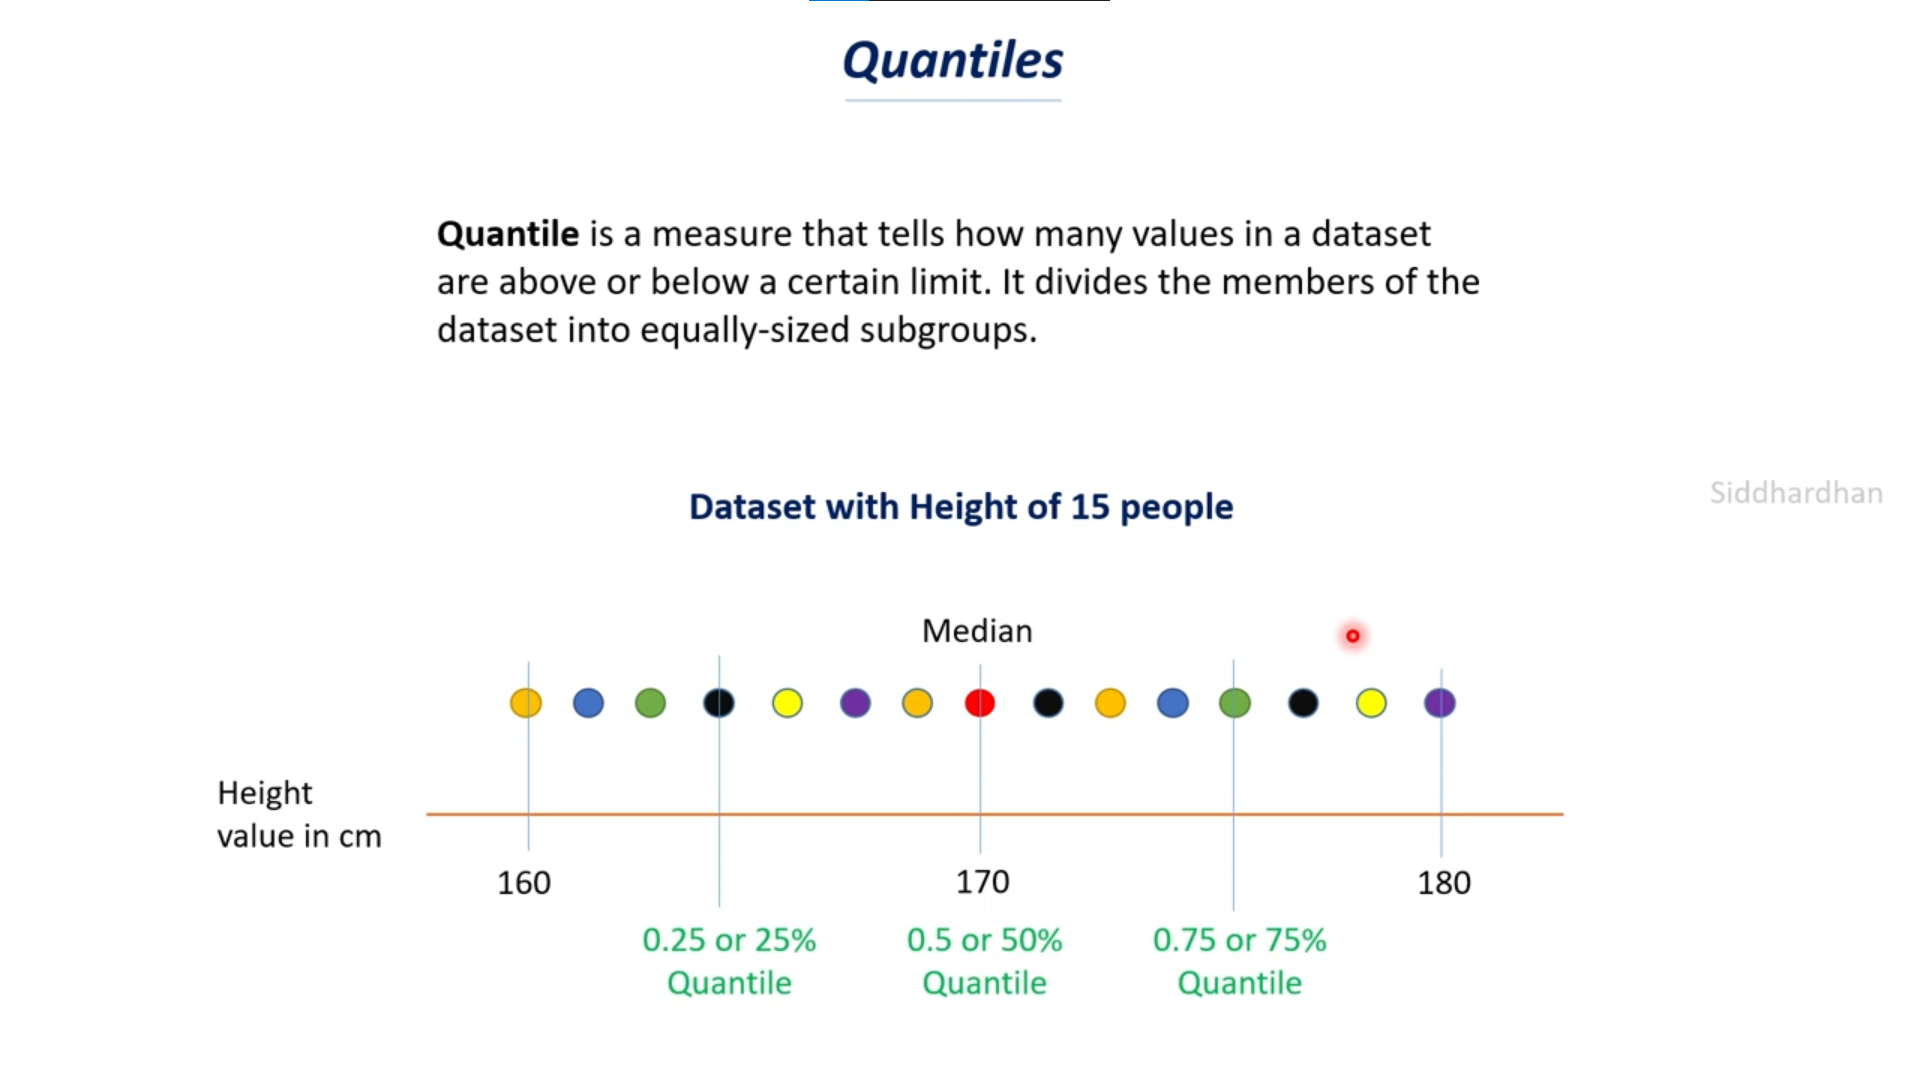 Quantiles
Quantile is a measure that tells how many values in a dataset
are above or below a certain limit. It divides the members of the
dataset into equally-sized subgroups.
Siddhardhan
Dataset with Height of 15 people
Median
Height
value in cm
160
170
180
0.25 or 25%
Quantile
0.5 or 50%
Quantile
0.75 or 75%
Quantile